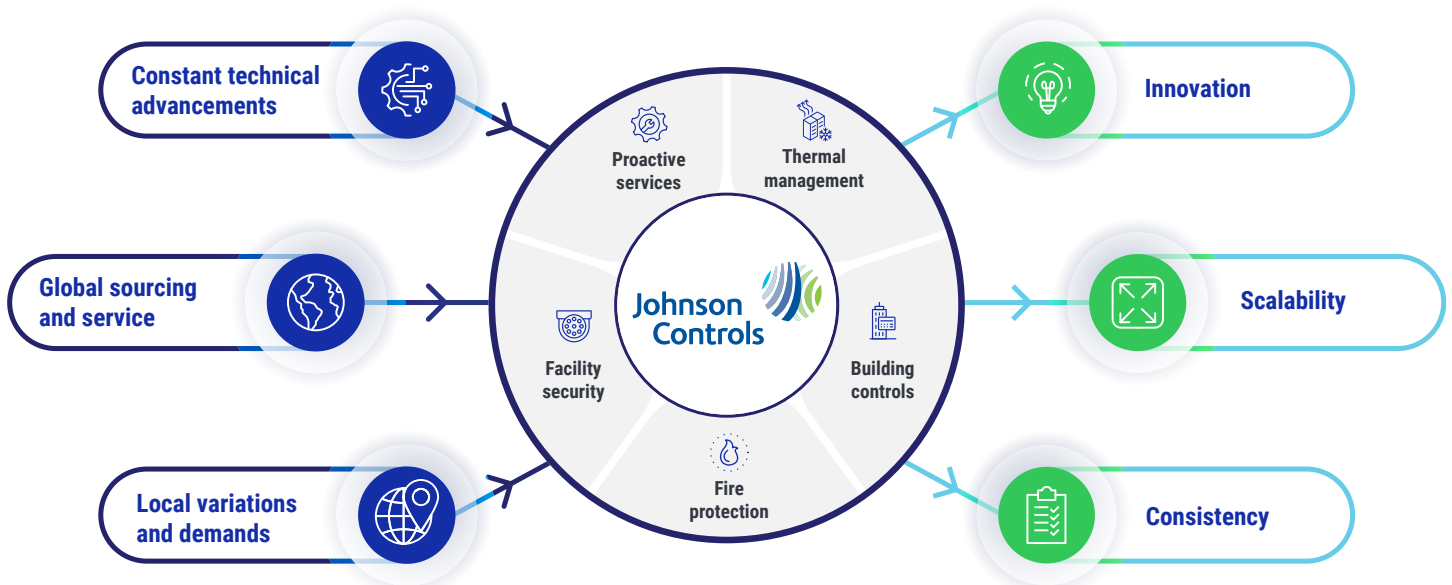 Constant technical
advancements
Global sourcing
and service
Local variations
and demands
Proactive
services
Thermal
management
Facility
security
Johnson
Controls
Building
controls
Fire
protection
Innovation
Scalability
Consistency